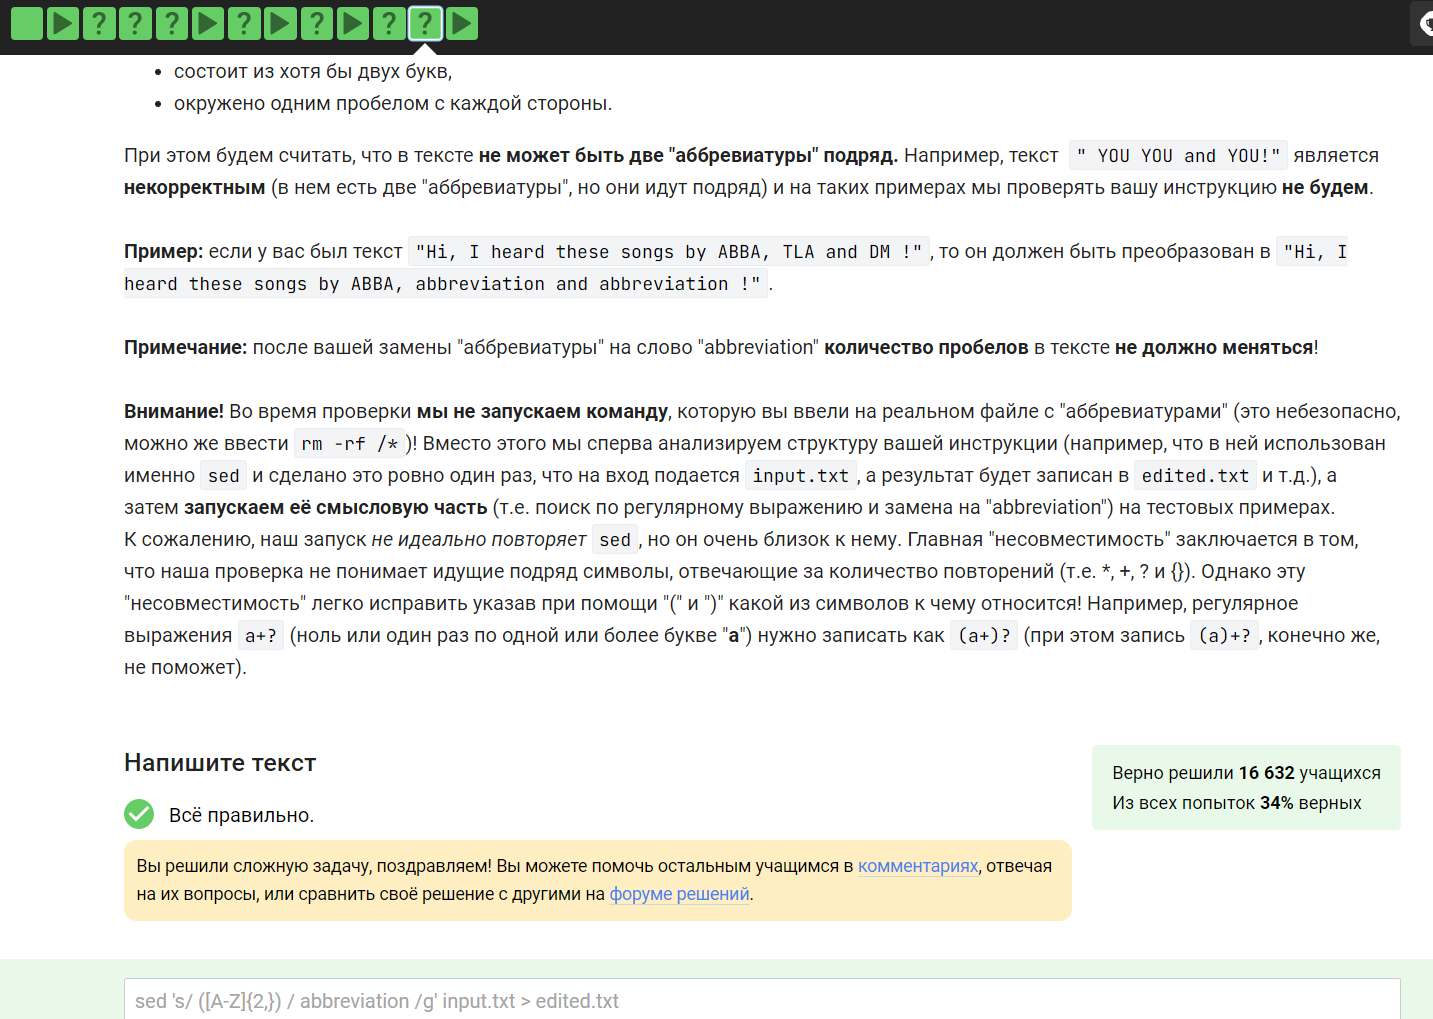 ? ? ? ? ? ? ?
• состоит из хотя бы двух букв,
• окружено одним пробелом с каждой стороны.
При этом будем считать, что в тексте не может быть две "аббревиатуры" подряд. Например, текст " YOU YOU and YOU!" является
некорректным (в нем есть две "аббревиатуры", но они идут подряд) и на таких примерах мы проверять вашу инструкцию не будем.
Пример: если у вас был текст "Hi, I heard these songs by ABBA, TLA and DM !", то он должен быть преобразован в "Hi, I
heard these songs by ABBA, abbreviation and abbreviation !".
Примечание: после вашей замены "аббревиатуры" на слово "abbreviation" количество пробелов в тексте не должно меняться!
Внимание! Во время проверки мы не запускаем команду, которую вы ввели на реальном файле с "аббревиатурами" (это небезопасно,
можно же ввести rm -rf /*)! Вместо этого мы сперва анализируем структуру вашей инструкции (например, что в ней использован
именно sed и сделано это ровно один раз, что на вход подается input.txt, а результат будет записан в edited.txt и т.д.), а
затем запускаем её смысловую часть (т.е. поиск по регулярному выражению и замена на "abbreviation") на тестовых примерах.
К сожалению, наш запуск не идеально повторяет sed, но он очень близок к нему. Главная "несовместимость" заключается в том,
что наша проверка не понимает идущие подряд символы, отвечающие за количество повторений (т.е. *, +, ? и {}). Однако эту
"несовместимость" легко исправить указав при помощи "(" и ")" какой из символов к чему относится! Например, регулярное
выражения a+? (ноль или один раз по одной или более букве "a") нужно записать как (a+)? (при этом запись (a)+?, конечно же,
не поможет).
Напишите текст
Верно решили 16 632 учащихся
Из всех попыток 34% верных
Всё правильно.
Вы решили сложную задачу, поздравляем! Вы можете помочь остальным учащимся в комментариях, отвечая
на их вопросы, или сравнить своё решение с другими на форуме решений.
sed 's/ ([A-Z]{2,}) / abbreviation /g' input.txt > edited.txt